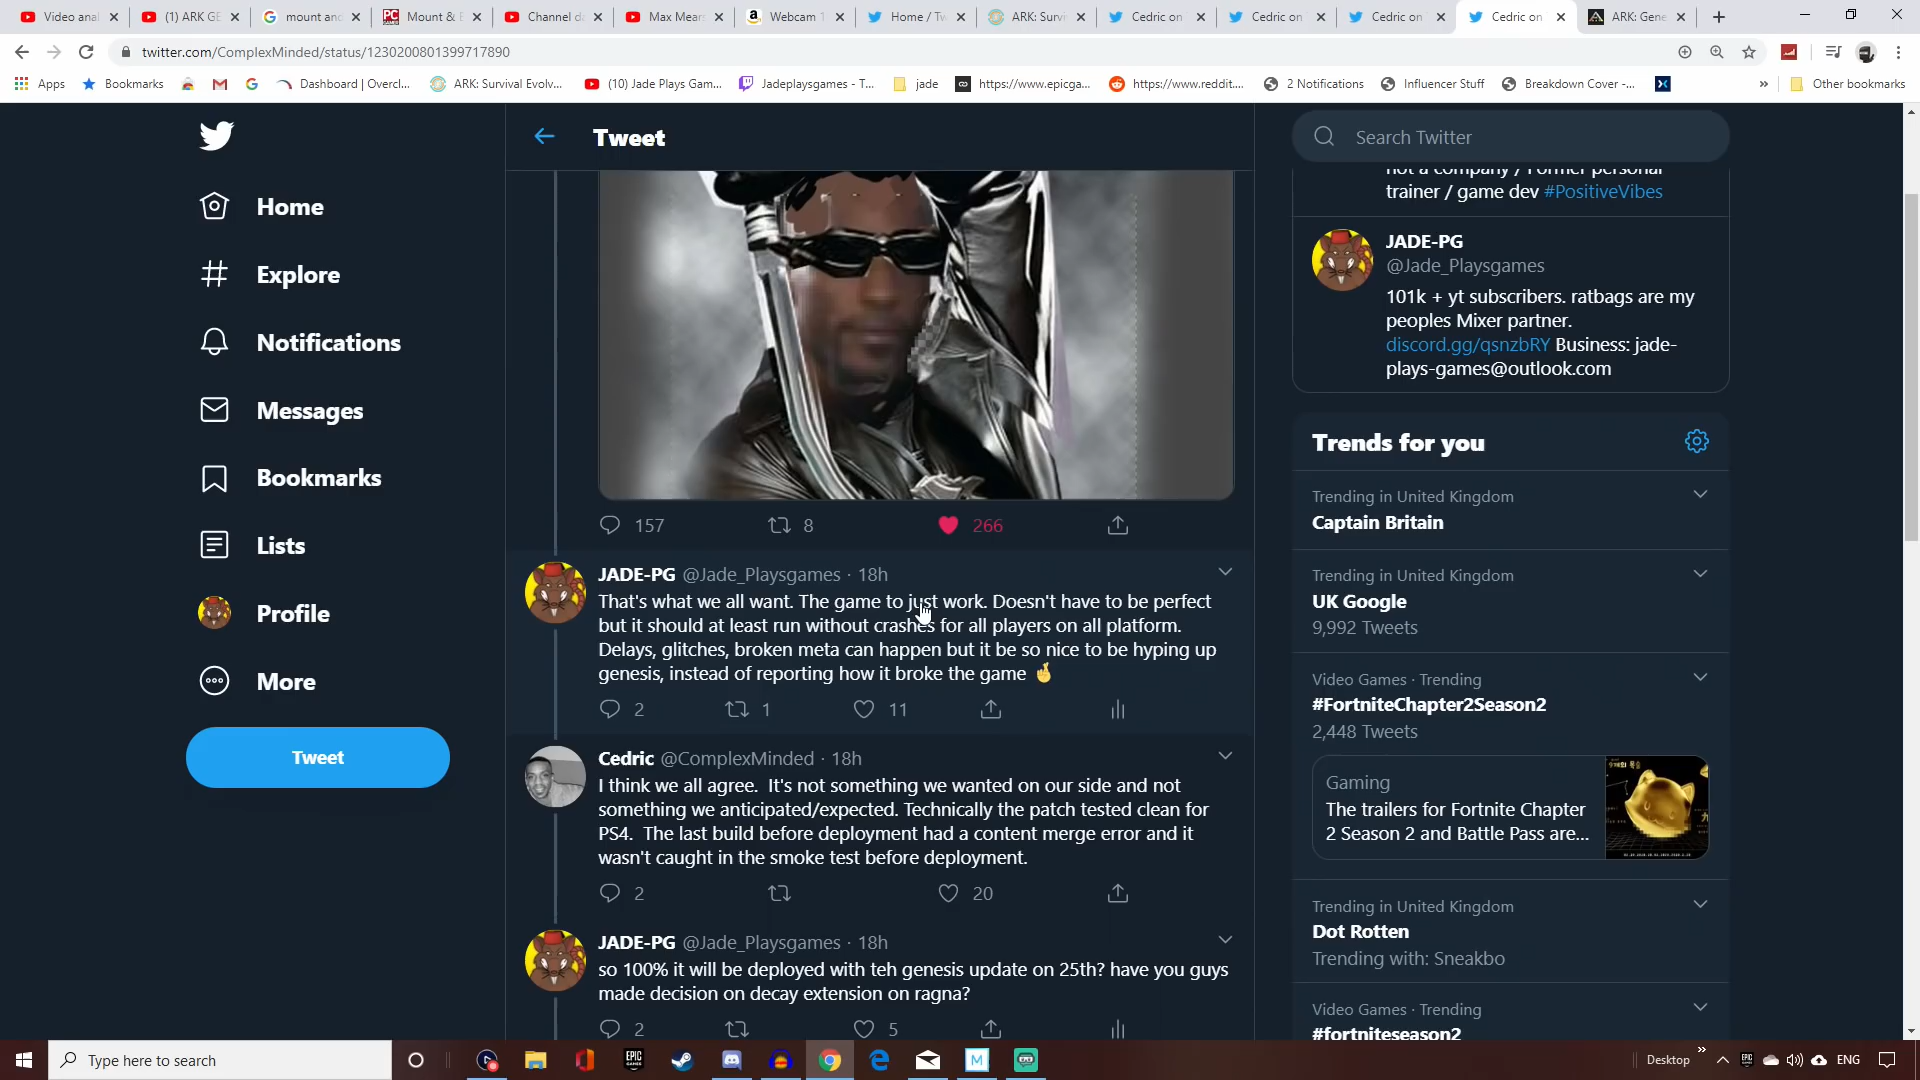 Video anal
(1) ARK GE
mount and
Mount & B
Channel da
Max Mears
Webcam T
Home / Tw
ARK: Survi
Cedric on
Cedric on
Cedric on
Cedric on
ARK: Gene
twitter.com/ComplexMinded/status/1230200801399717890
Apps
Bookmarks
Dashboard | Overcl...
ARK: Survival Evolv...
(10) Jade Plays Gam...
Jadeplaysgames - T...
jade
https://www.epicga...
https://www.reddit....
2 Notifications
Influencer Stuff
Breakdown Cover -...
Other bookmarks
Home
Explore
Notifications
Messages
Bookmarks
Lists
Profile
More
Tweet
Tweet
157
8
266
JADE-PG @Jade_Playsgames · 18h
That's what we all want. The game to just work. Doesn't have to be perfect
but it should at least run without crashes for all players on all platform.
Delays, glitches, broken meta can happen but it be so nice to be hyping up
genesis, instead of reporting how it broke the game 🤞
2
1
11
Cedric @ComplexMinded · 18h
I think we all agree. It's not something we wanted on our side and not
something we anticipated/expected. Technically the patch tested clean for
PS4. The last build before deployment had a content merge error and it
wasn't caught in the smoke test before deployment.
2
20
JADE-PG @Jade_Playsgames · 18h
so 100% it will be deployed with teh genesis update on 25th? have you guys
made decision on decay extension on ragna?
2
5
Search Twitter
not a company / Former personal
trainer / game dev #PositiveVibes
JADE-PG
@Jade_Playsgames
101k + yt subscribers. ratbags are my
peoples Mixer partner.
discord.gg/qsnzbRY Business: jade-
plays-games@outlook.com
Trends for you
Trending in United Kingdom
Captain Britain
Trending in United Kingdom
UK Google
9,992 Tweets
Video Games · Trending
#FortniteChapter2Season2
2,448 Tweets
Gaming
The trailers for Fortnite Chapter
2 Season 2 and Battle Pass are...
Trending in United Kingdom
Dot Rotten
Trending with: Sneakbo
Video Games · Trending
#fortniteseason2
Type here to search
EPIC
GAMES
M
Desktop
ENG